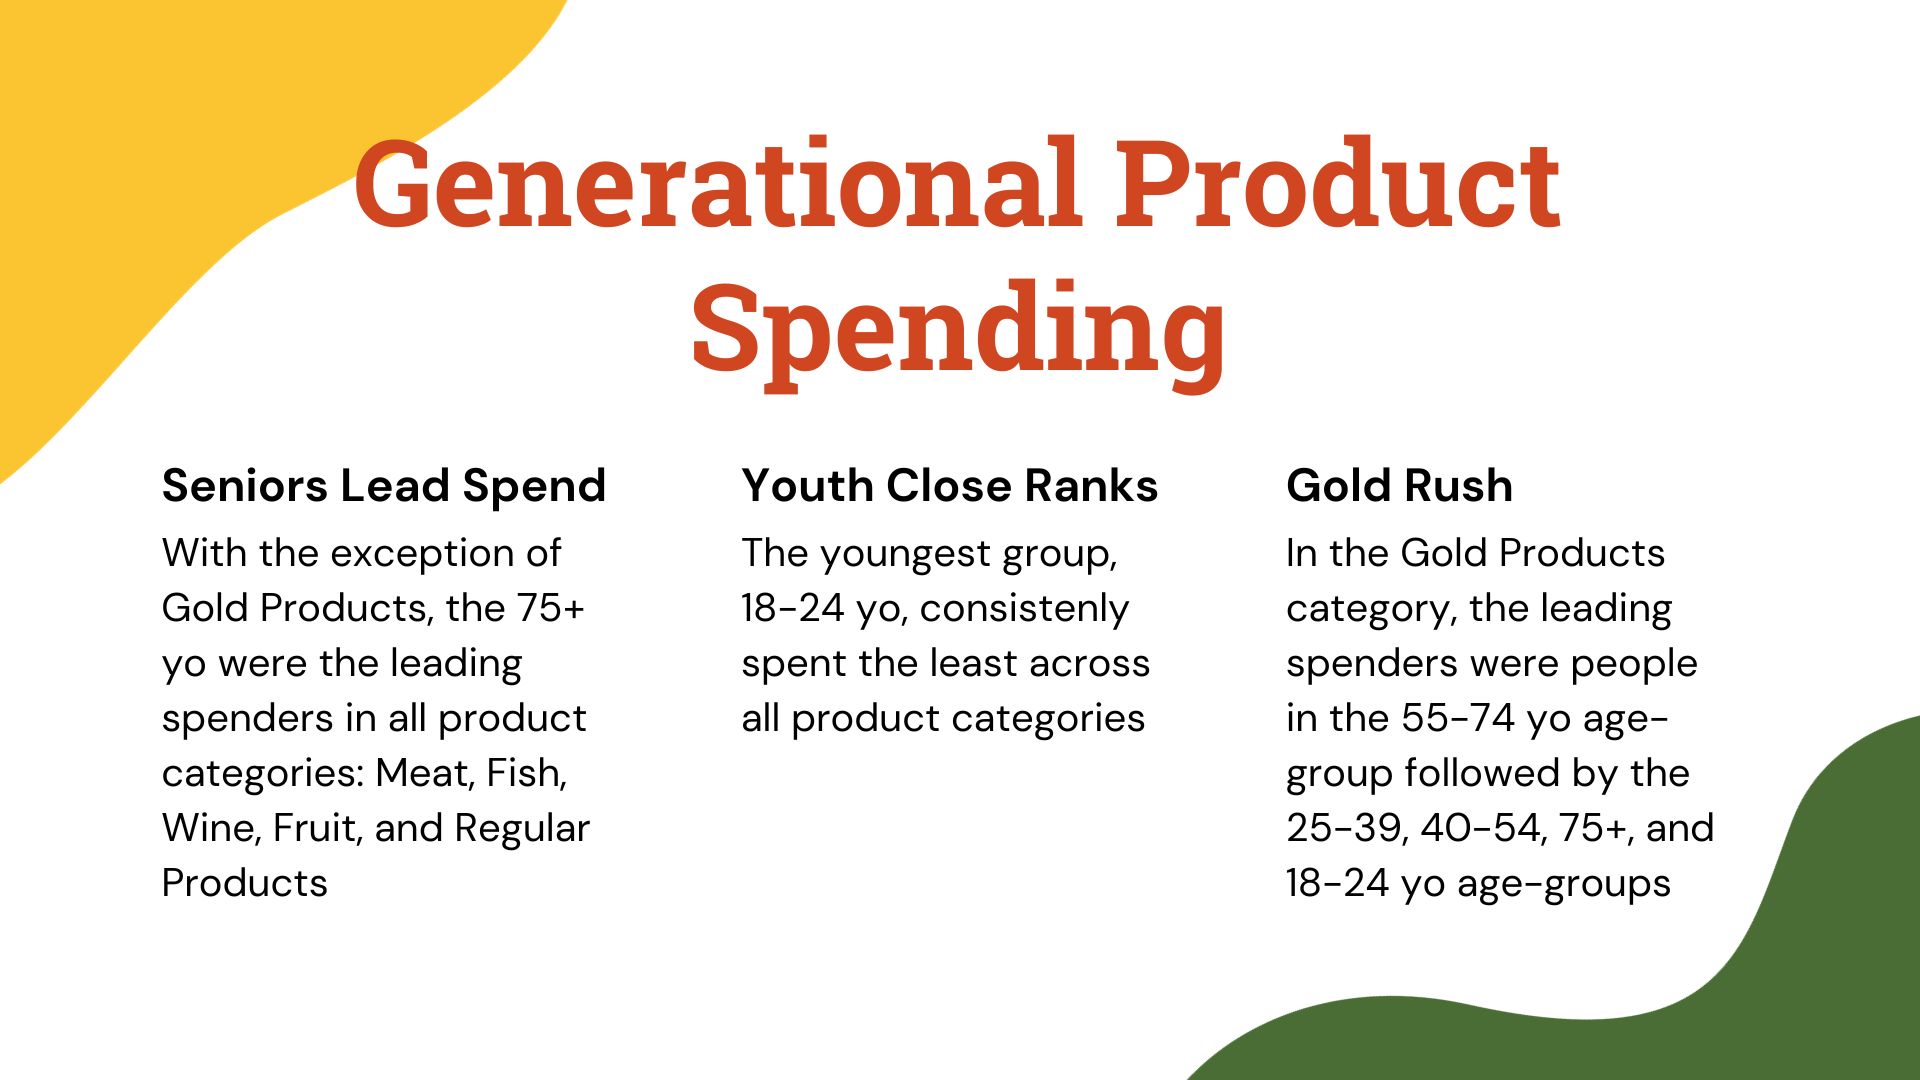 Generational Product
Spending
Seniors Lead Spend
With the exception of
Gold Products, the 75+
yo were the leading
spenders in all product
categories: Meat, Fish,
Wine, Fruit, and Regular
Products
Youth Close Ranks
The youngest group,
18-24 yo, consistenly
spent the least across
all product categories
Gold Rush
In the Gold Products
category, the leading
spenders were people
in the 55-74 yo age-
group followed by the
25-39, 40-54, 75+, and
18-24 yo age-groups